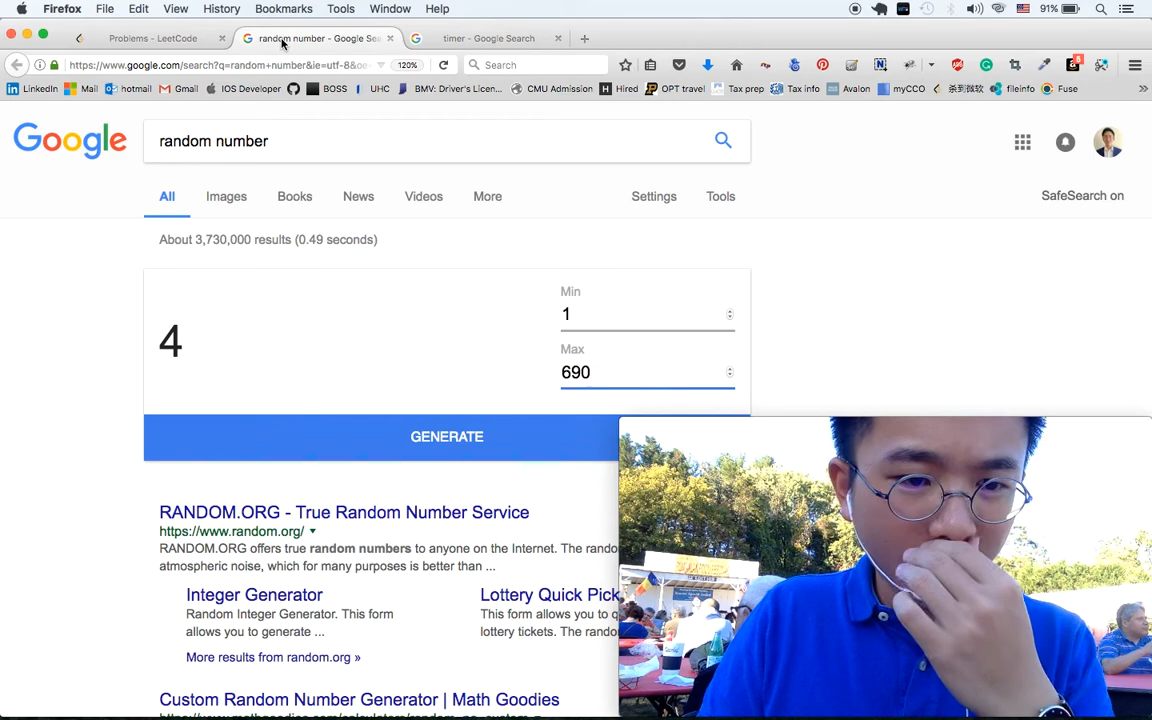 Firefox File Edit View History Bookmarks Tools Window Help 91%
Problems - LeetCode random number - Google Sea timer - Google Search
https://www.google.com/search?q=random+number&ie=utf-8&oe 120% Search
LinkedIn Mail hotmail Gmail IOS Developer BOSS UHC BMV: Driver's Licen... CMU Admission Hired OPT travel Tax prep Tax info Avalon myCCO 杀到微软 fileinfo Fuse
Google random number
All Images Books News Videos More Settings Tools SafeSearch on
About 3,730,000 results (0.49 seconds)
Min
1
4
Max
690
GENERATE
RANDOM.ORG - True Random Number Service
https://www.random.org/
RANDOM.ORG offers true random numbers to anyone on the Internet. The rando
atmospheric noise, which for many purposes is better than ...
Integer Generator Lottery Quick Pick
Random Integer Generator. This form This form allows you to q
allows you to generate ... lottery tickets. The rando
More results from random.org »
Custom Random Number Generator | Math Goodies